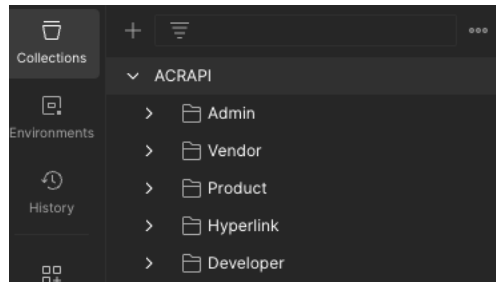 Collections
ACRAPI
Admin
Environments
Vendor
Product
History
Hyperlink
Developer